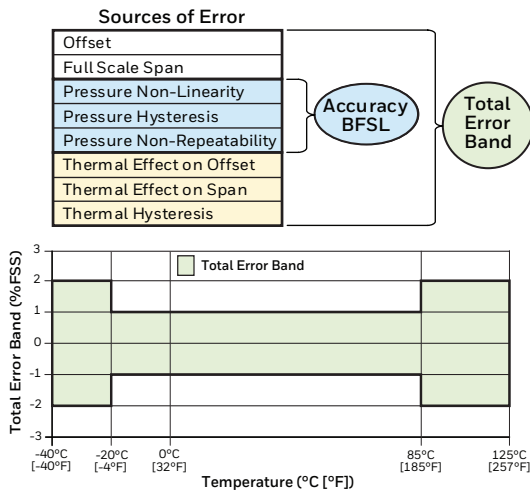 Sources of Error
Offset
Full Scale Span
Pressure Non-Linearity
Pressure Hysteresis
Pressure Non-Repeatability
Thermal Effect on Offset
Thermal Effect on Span
Thermal Hysteresis
Accuracy
BFSL
Total
Error
Band
Total Error Band (%FSS)
3
2
1
0
-1
-2
-3
Total Error Band
-40°C -20°C 0°C 85°C 125°C
[-40°F] [-4°F] [32°F] [185°F] [257°F]
Temperature (°C [°F])